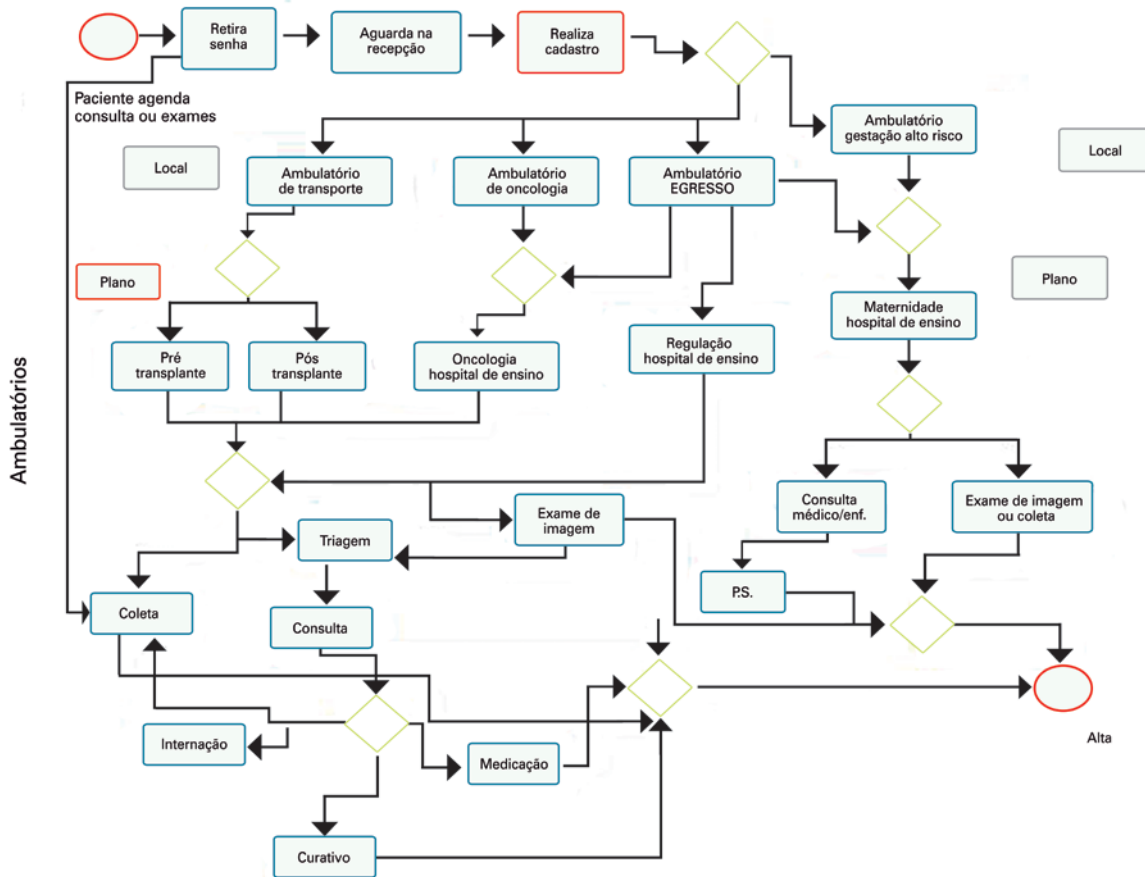 Retira
senha
Aguarda na
recepção
Realiza
cadastro
Paciente agenda
consulta ou exames
Ambulatório
gestação alto risco
Local
Local
Ambulatório
de transporte
Ambulatório
de oncologia
Ambulatório
EGRESSO
Plano
Plano
Maternidade
hospital de ensino
Pré
transplante
Pós
transplante
Oncologia
hospital de ensino
Regulação
hospital de ensino
Ambulatórios
Consulta
médico/enf.
Exame de imagem
ou coleta
Exame de
imagem
Triagem
P.S.
Coleta
Consulta
Internação
Medicação
Alta
Curativo